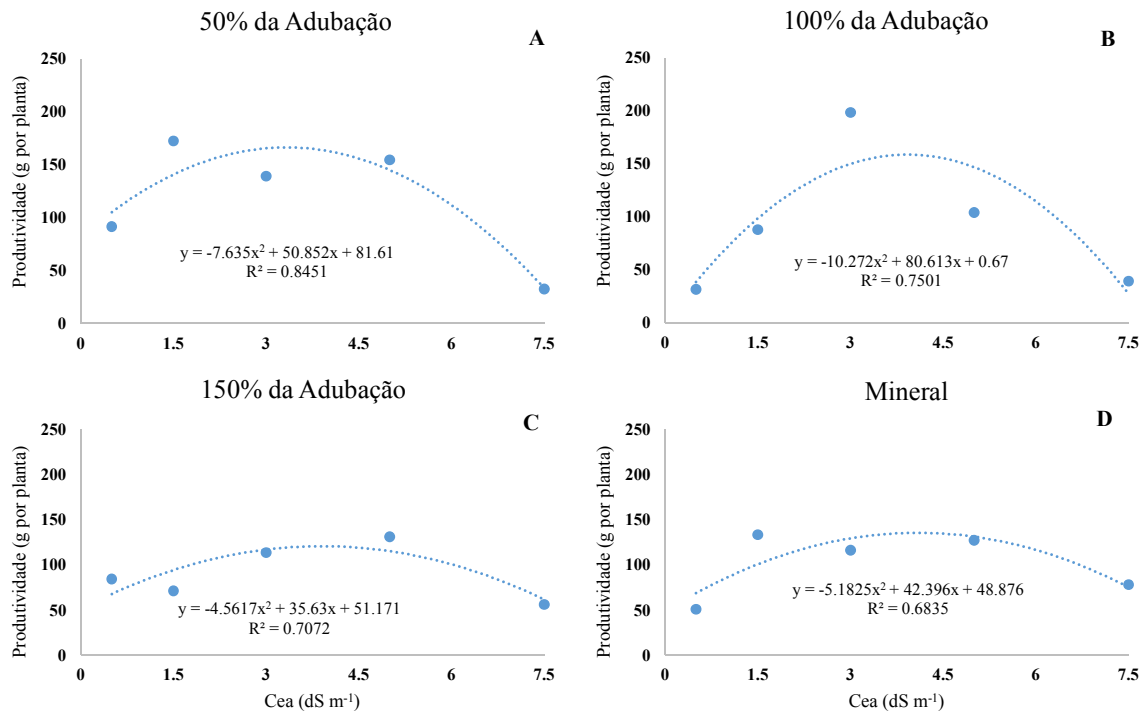 50% da Adubação
A
Produtividade (g por planta)
250
200
150
100
50
0
y = -7.635x² + 50.852x + 81.61
R² = 0.8451
0 1.5 3 4.5 6 7.5
100% da Adubação
B
Produtividade (g por planta)
250
200
150
100
50
0
y = -10.272x² + 80.613x + 0.67
R² = 0.7501
0 1.5 3 4.5 6 7.5
150% da Adubação
C
Produtividade (g por planta)
250
200
150
100
50
0
y = -4.5617x² + 35.63x + 51.171
R² = 0.7072
0 1.5 3 4.5 6 7.5
Cea (dS m⁻¹)
Mineral
D
Produtividade (g por planta)
250
200
150
100
50
0
y = -5.1825x² + 42.396x + 48.876
R² = 0.6835
0 1.5 3 4.5 6 7.5
Cea (dS m⁻¹)